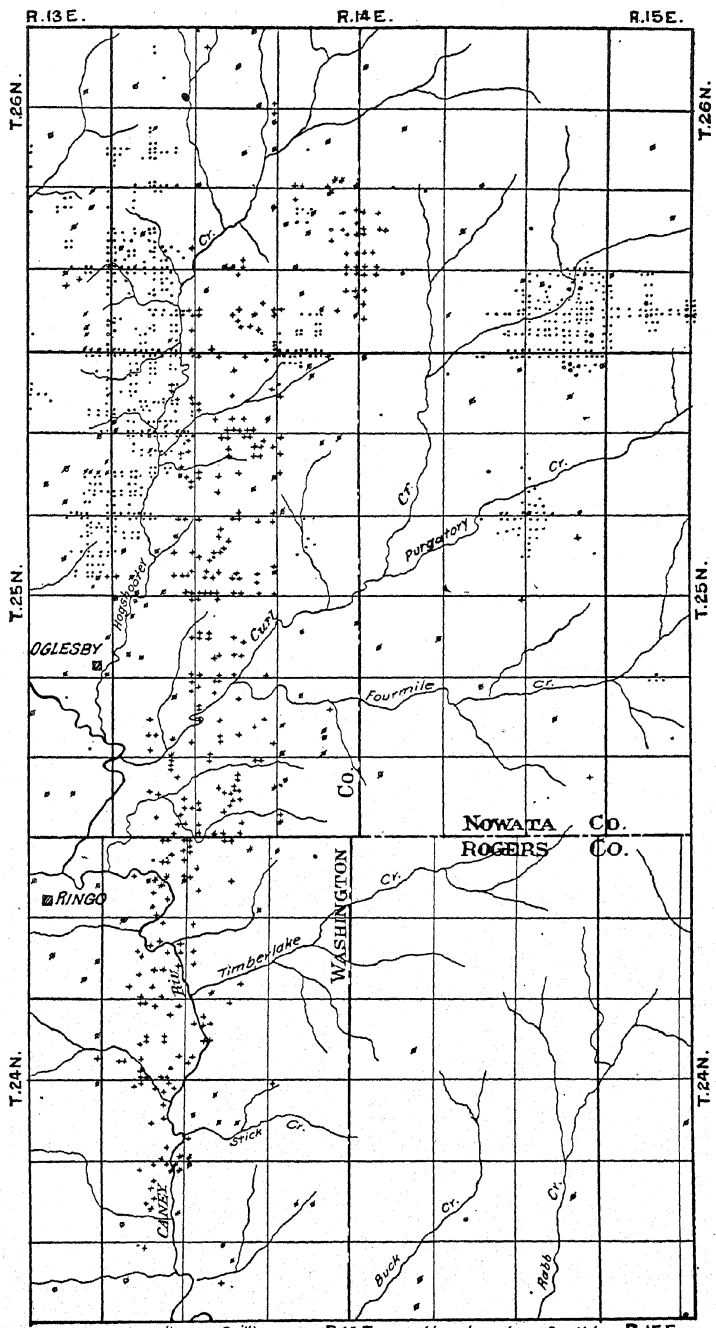 R.13E. R.14E. R.15E.
T.26N. T.26N.
Cr.
Cr.
Cr.
Purgatory
Hogshooter
T.25N. T.25N.
Curl
OGLESBY
Fourmile Cr.
Co.
NOWATA Co.
ROGERS Co.
Cr.
RINGO
WASHINGTON
Timberlake
Riv.
T.24N. T.24N.
Stick Cr.
CANEY
Cr.
Cr.
Buck
Rabb
R.15E.